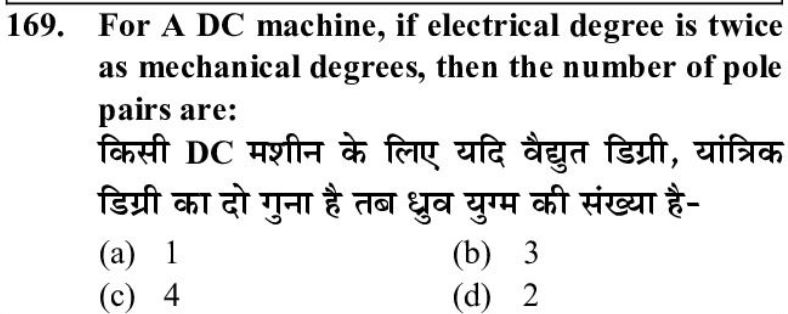 169. For A DC machine, if electrical degree is twice
as mechanical degrees, then the number of pole
pairs are:
किसी DC मशीन के लिए यदि वैद्युत डिग्री, यांत्रिक
डिग्री का दो गुना है तब ध्रुव युग्म की संख्या है-
(a) 1 (b) 3
(c) 4 (d) 2